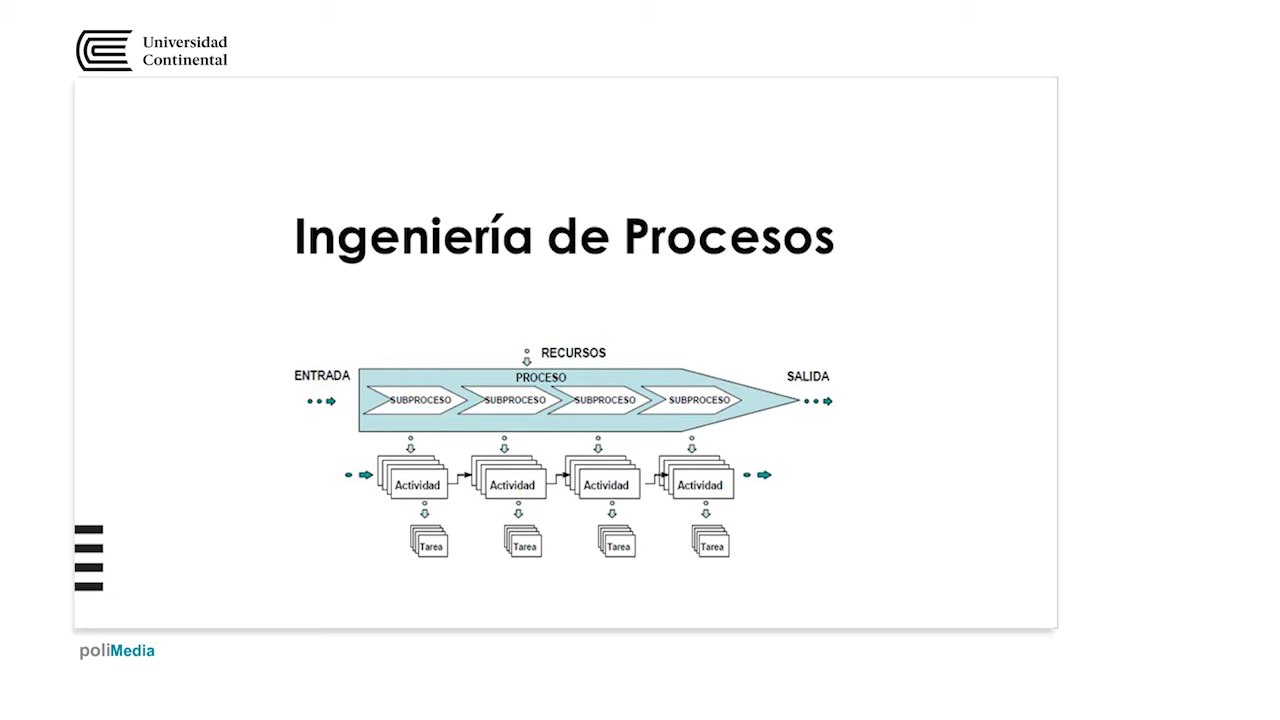 Universidad
Continental
Ingeniería de Procesos
RECURSOS
ENTRADA
PROCESO
SALIDA
SUBPROCESO SUBPROCESO SUBPROCESO SUBPROCESO
Actividad Actividad Actividad Actividad
Tarea Tarea Tarea Tarea
poliMedia